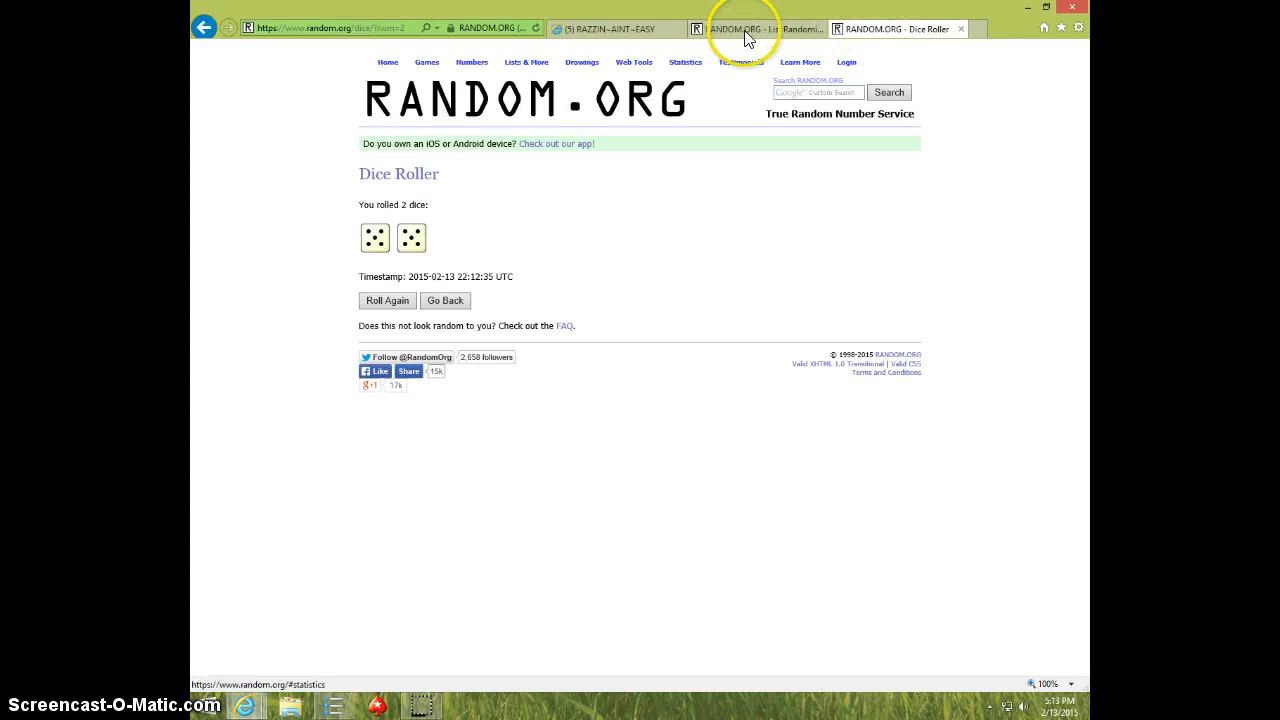 https://www.random.org/dice/?num=2
RANDOM.ORG (...
(5) RAZZIN~AINT~EASY
RANDOM.ORG - List Randomi...
RANDOM.ORG - Dice Roller
Home Games Numbers Lists & More Drawings Web Tools Statistics Testimonials Learn More Login
Search RANDOM.ORG
Google Custom Search
Search
RANDOM.ORG
True Random Number Service
Do you own an iOS or Android device? Check out our app!
Dice Roller
You rolled 2 dice:
Timestamp: 2015-02-13 22:12:35 UTC
Roll Again Go Back
Does this not look random to you? Check out the FAQ.
Follow @RandomOrg 2,658 followers
Like Share 15k
g+1 17k
© 1998-2015 RANDOM.ORG
Valid XHTML 1.0 Transitional | Valid CSS
Terms and Conditions
https://www.random.org/#statistics
100%
5:13 PM
2/13/2015
Screencast-O-Matic.com